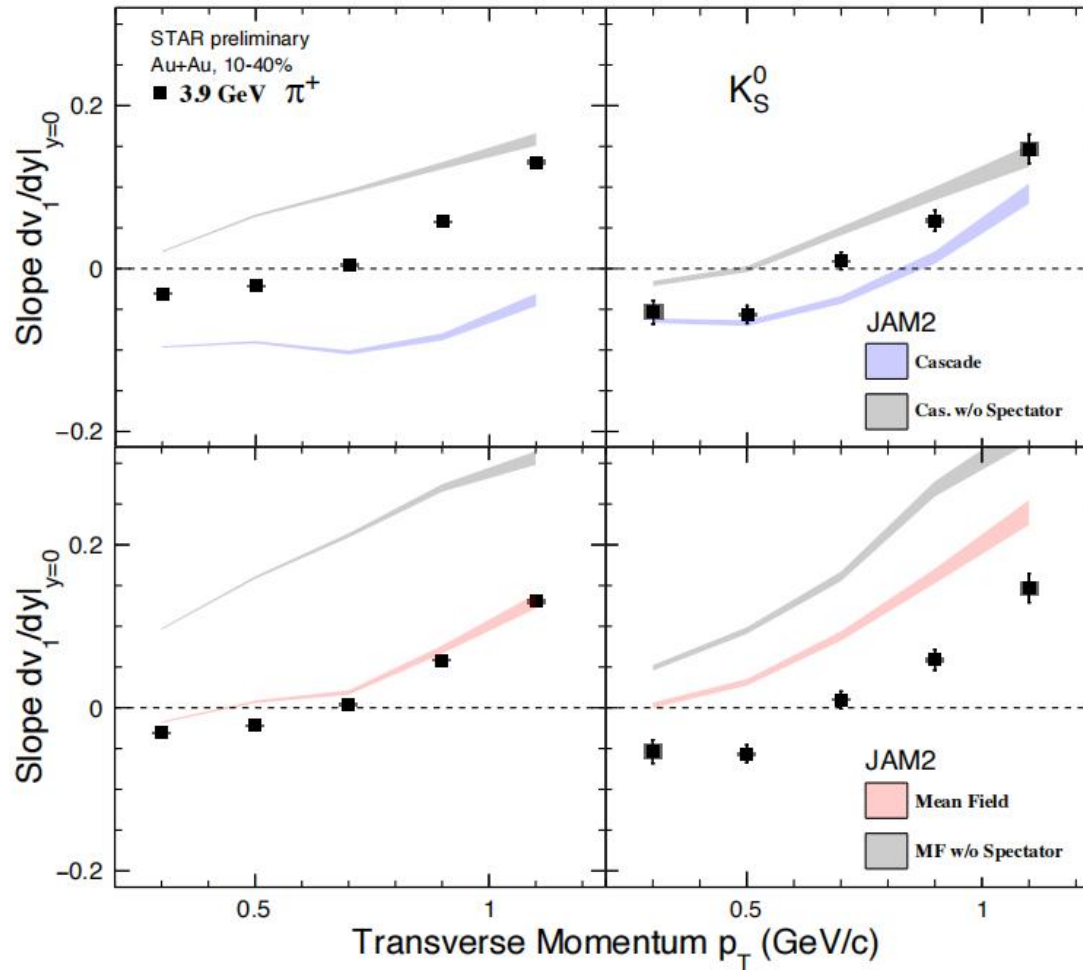 STAR preliminary
Au+Au, 10-40%
3.9 GeV π⁺
K⁰_S
0.2
0
−0.2
Slope dv₁/dy|y=0
JAM2
Cascade
Cas. w/o Spectator
0.2
0
−0.2
Slope dv₁/dy|y=0
JAM2
Mean Field
MF w/o Spectator
0.5 1 0.5 1
Transverse Momentum p_T (GeV/c)